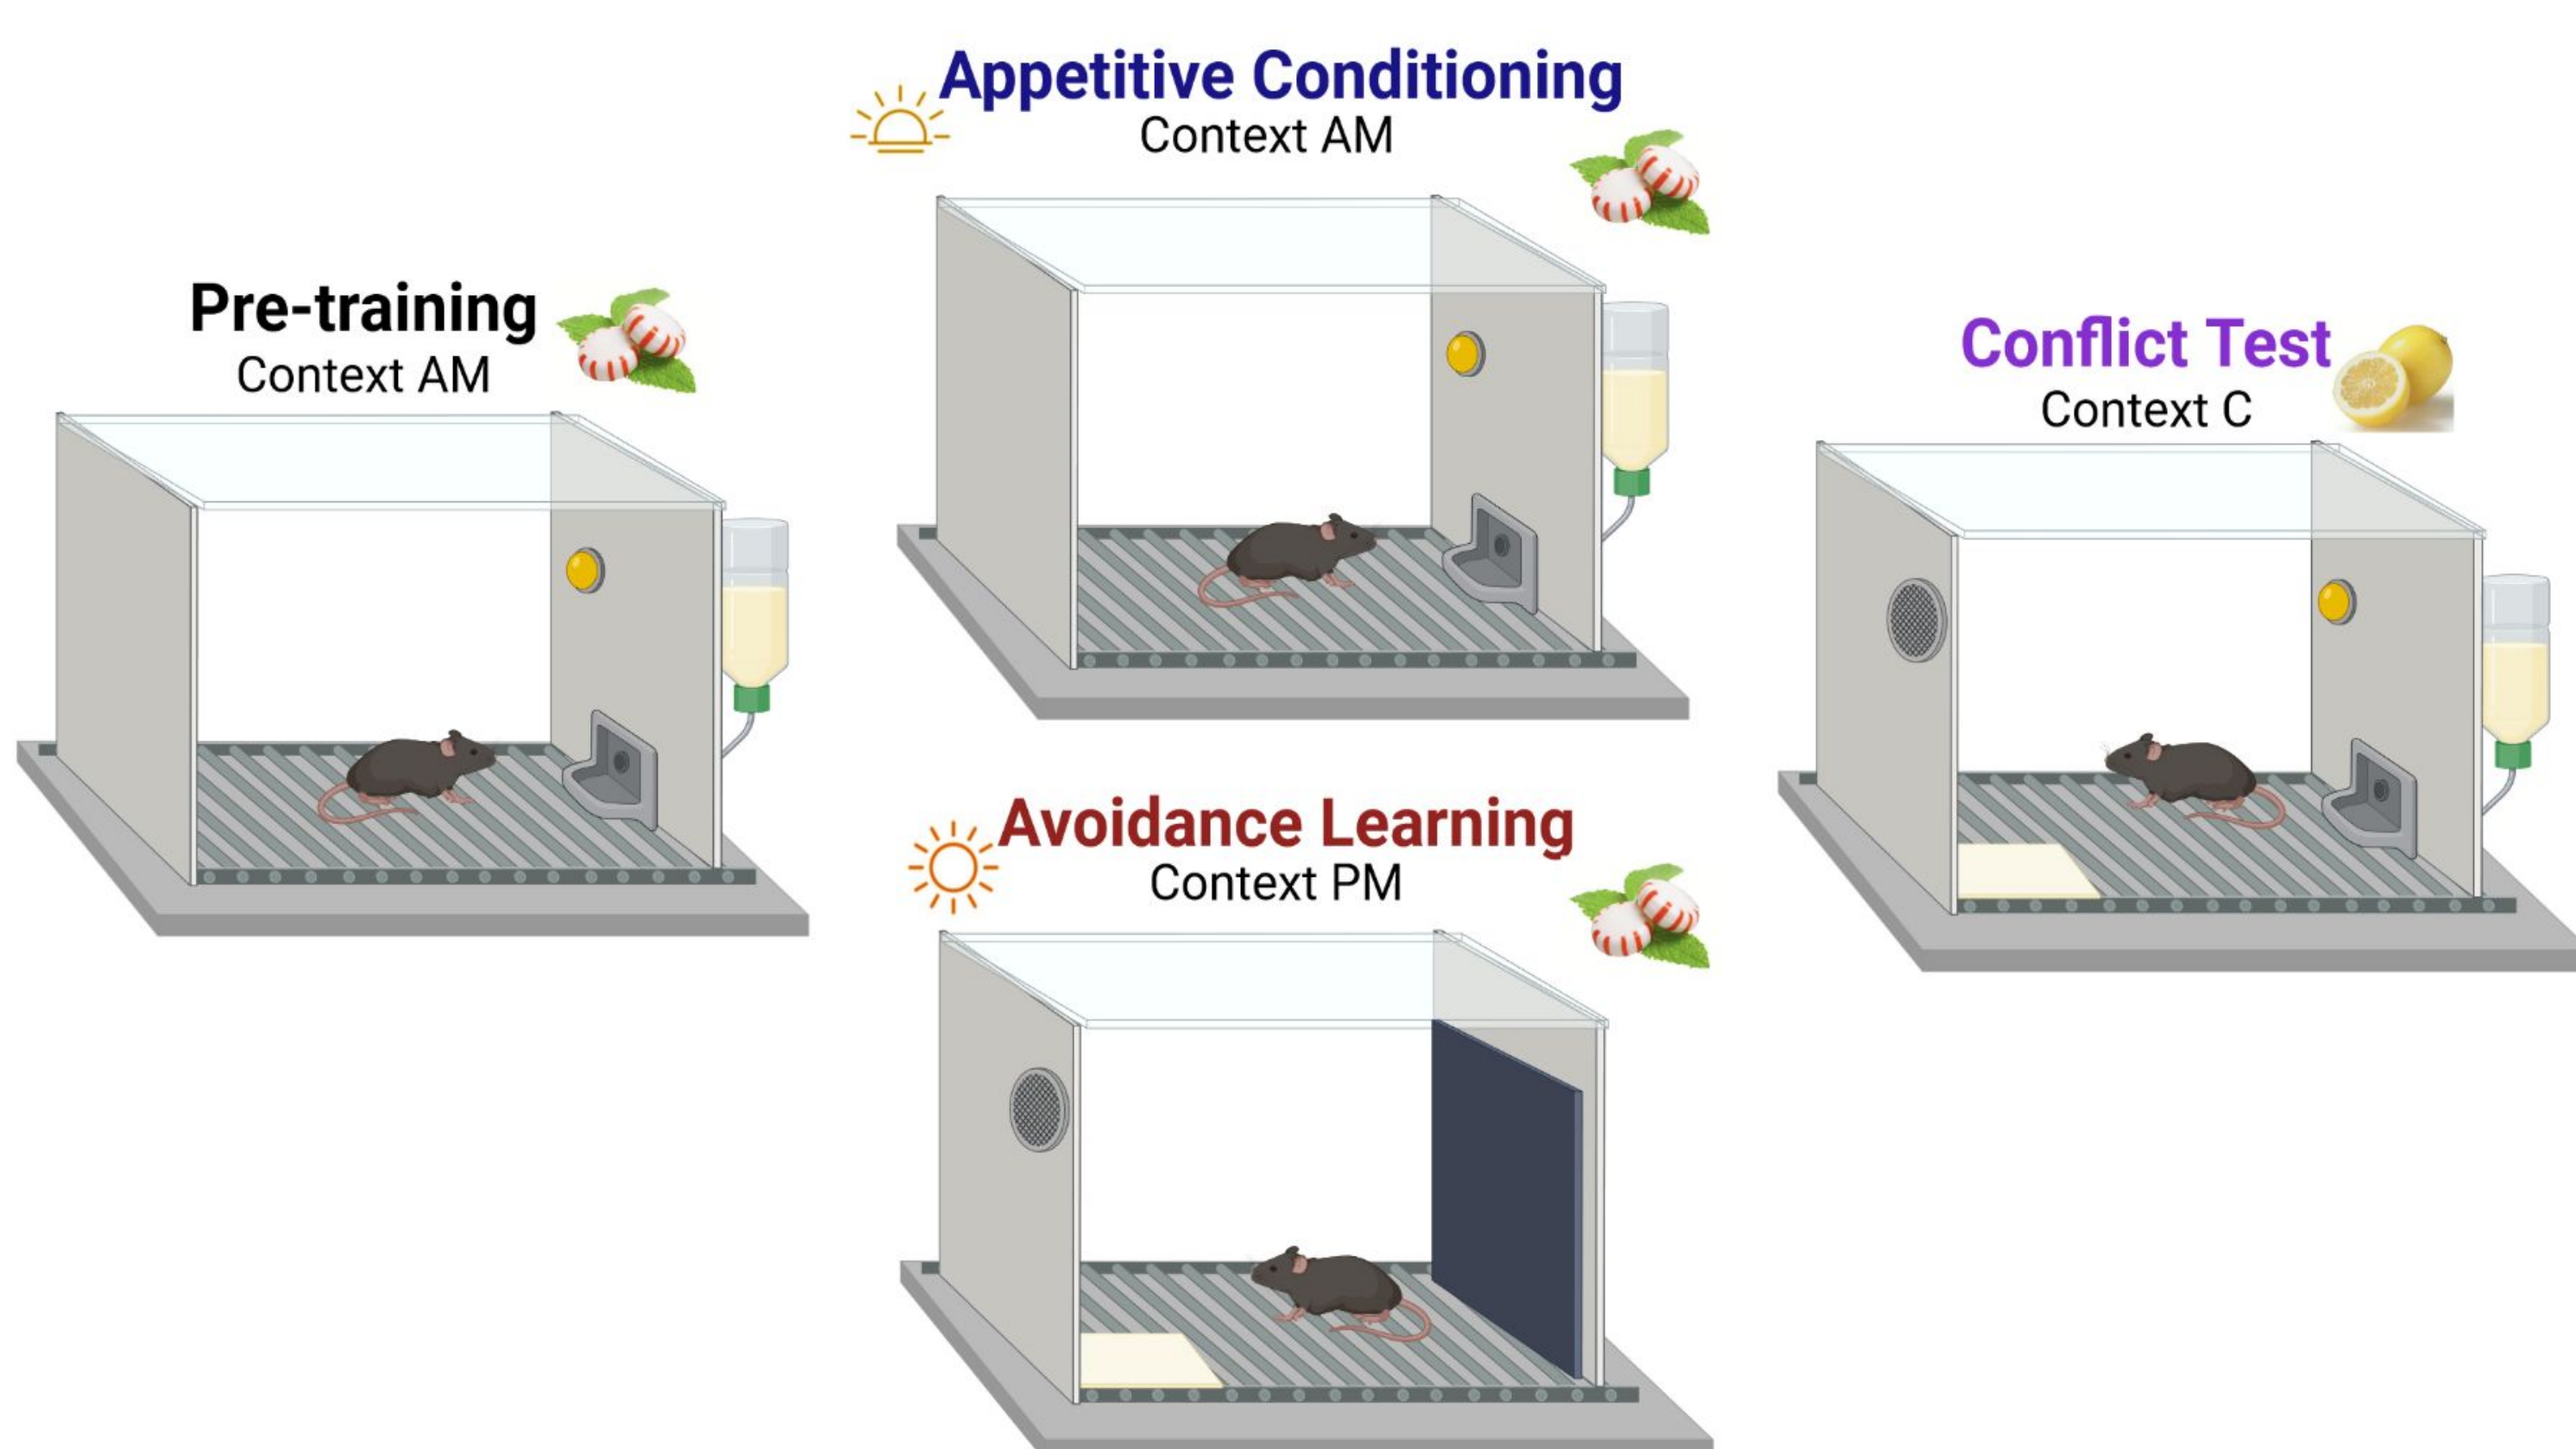 Appetitive Conditioning
Context AM
Pre-training
Context AM
Conflict Test
Context C
Avoidance Learning
Context PM